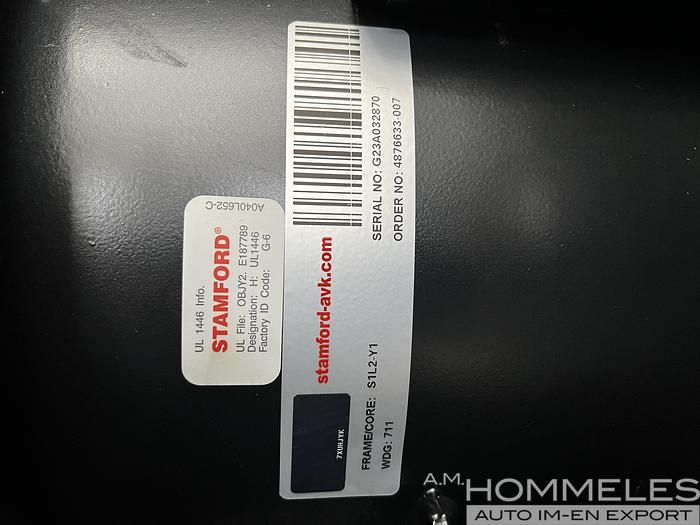 UL 1446 Info.
STAMFORD®
UL File: OBJY2. E187789
Designation: H: UL1446
Factory ID Code: G-6
A040L652-C
stamford-avk.com
SERIAL NO: G23A032870
ORDER NO: 4876633-007
7XUHJYK
FRAME/CORE: S1L2-Y1
WDG: 711
A.M. HOMMELES
AUTO IM-EN EXPORT